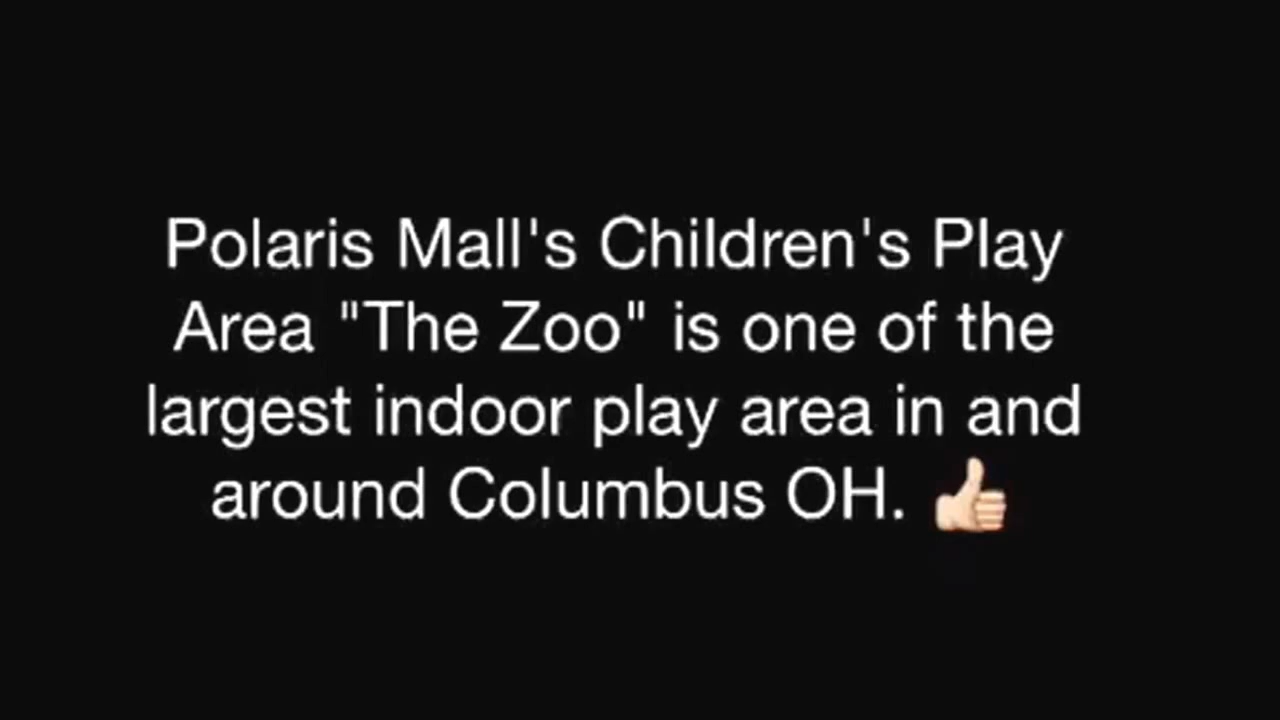 Polaris Mall's Children's Play
Area "The Zoo" is one of the
largest indoor play area in and
around Columbus OH. 👍🏻